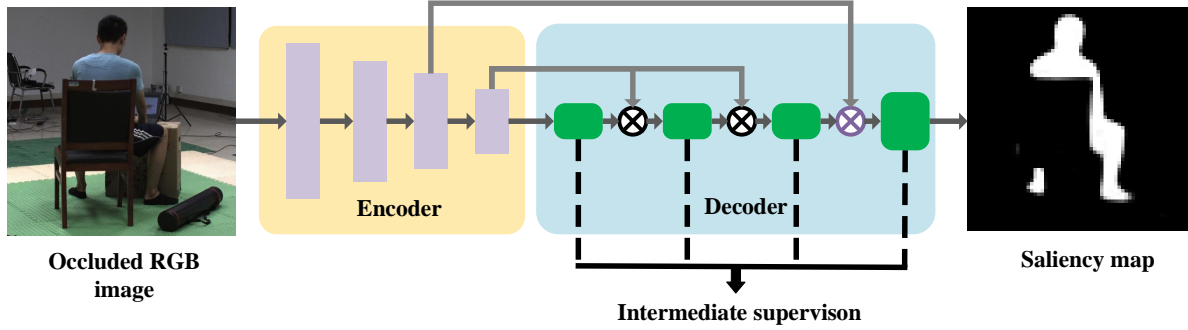 Encoder
Decoder
Occluded RGB
image
Saliency map
Intermediate supervison